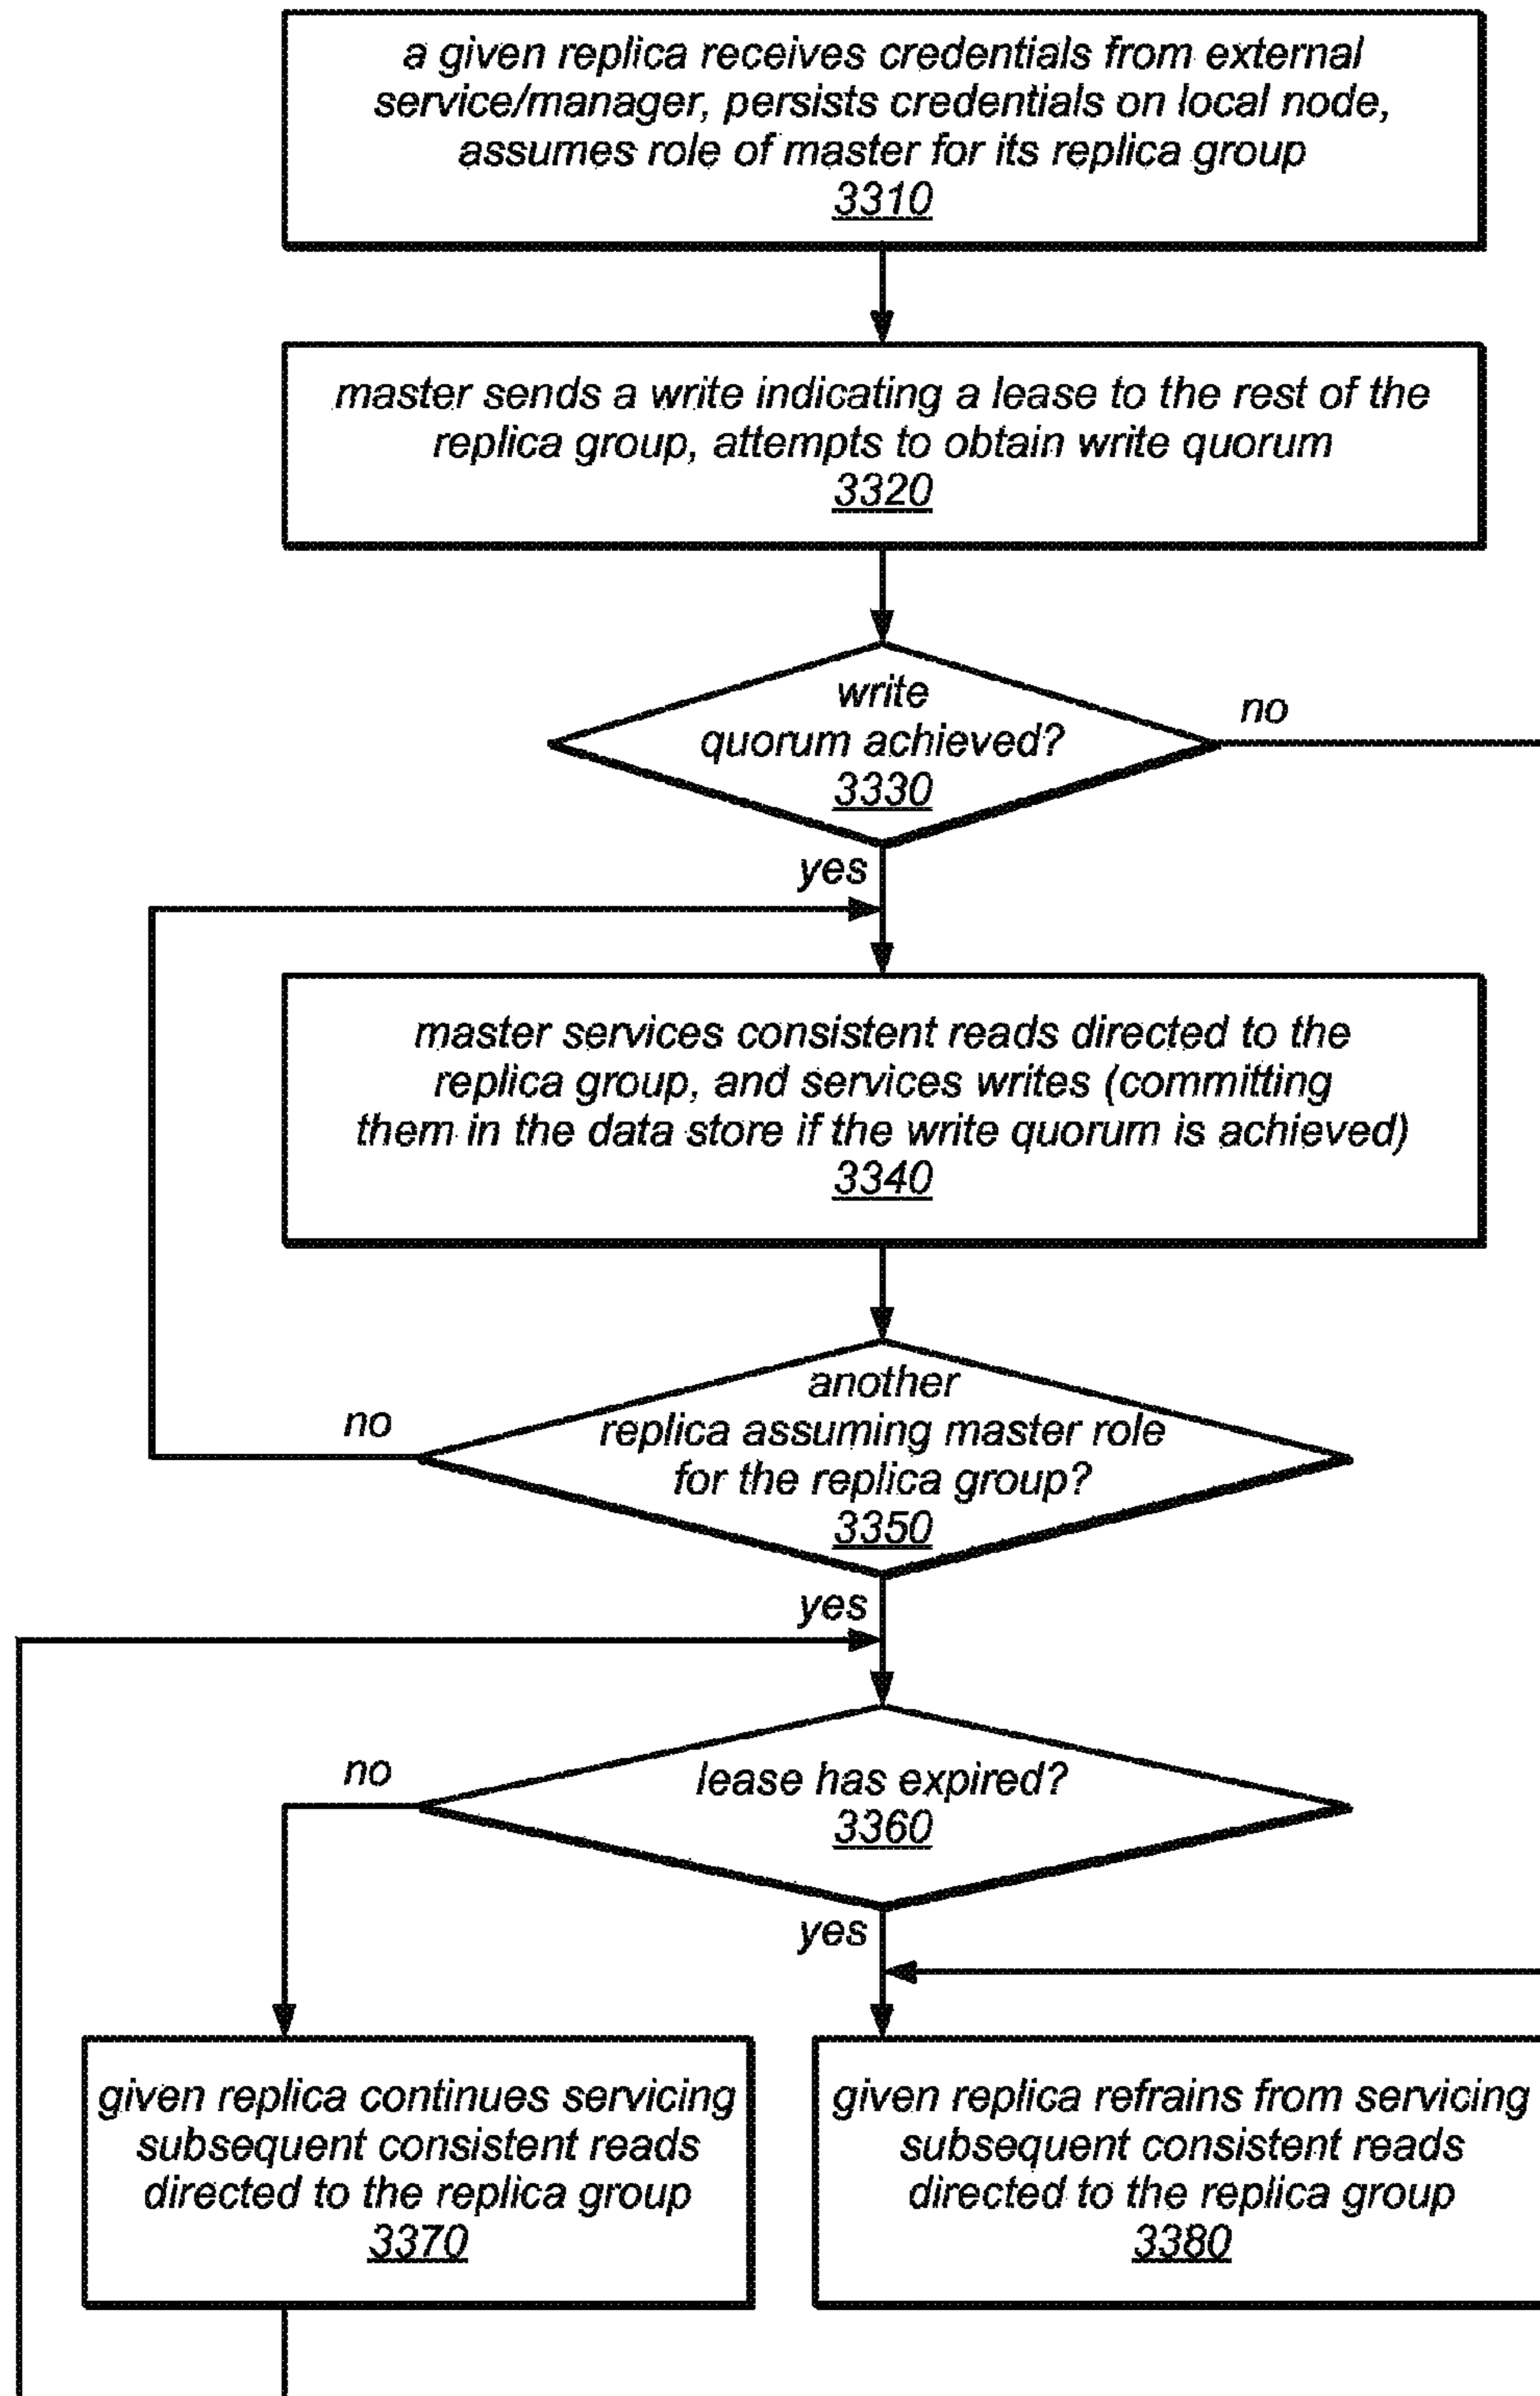 a given replica receives credentials from external
service/manager, persists credentials on local node,
assumes role of master for its replica group
3310
master sends a write indicating a lease to the rest of the
replica group, attempts to obtain write quorum
3320
write
quorum achieved?
3330
no
yes
master services consistent reads directed to the
replica group, and services writes (committing
them in the data store if the write quorum is achieved)
3340
another
replica assuming master role
for the replica group?
3350
no
yes
lease has expired?
3360
no
yes
given replica continues servicing
subsequent consistent reads
directed to the replica group
3370
given replica refrains from servicing
subsequent consistent reads
directed to the replica group
3380